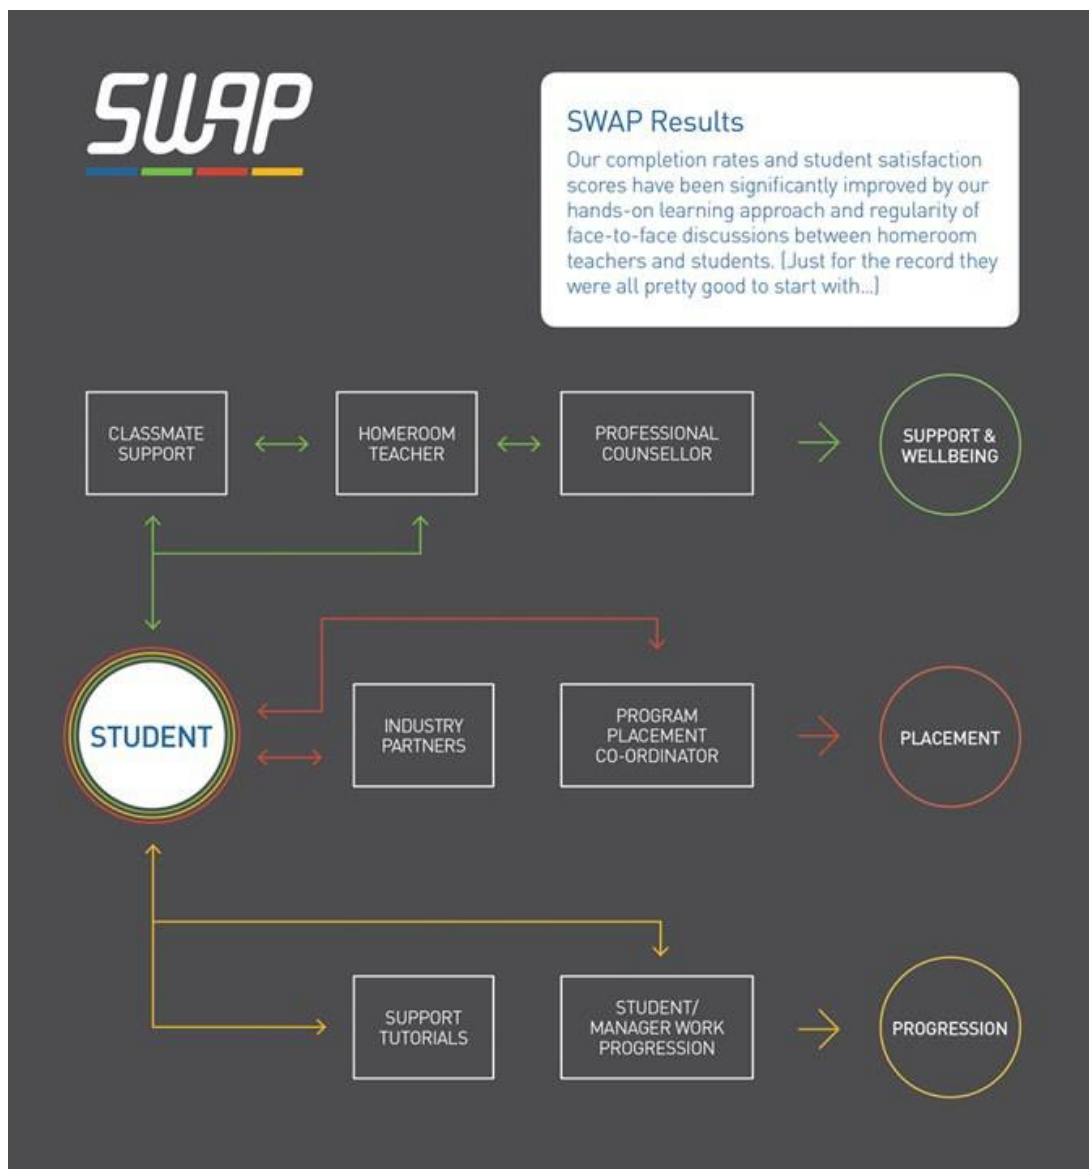 SWAP
SWAP Results
Our completion rates and student satisfaction
scores have been significantly improved by our
hands-on learning approach and regularity of
face-to-face discussions between homeroom
teachers and students. (Just for the record they
were all pretty good to start with...)
CLASSMATE
SUPPORT
HOMEROOM
TEACHER
PROFESSIONAL
COUNSELLOR
SUPPORT &
WELLBEING
STUDENT
INDUSTRY
PARTNERS
PROGRAM
PLACEMENT
CO-ORDINATOR
PLACEMENT
SUPPORT
TUTORIALS
STUDENT/
MANAGER WORK
PROGRESSION
PROGRESSION